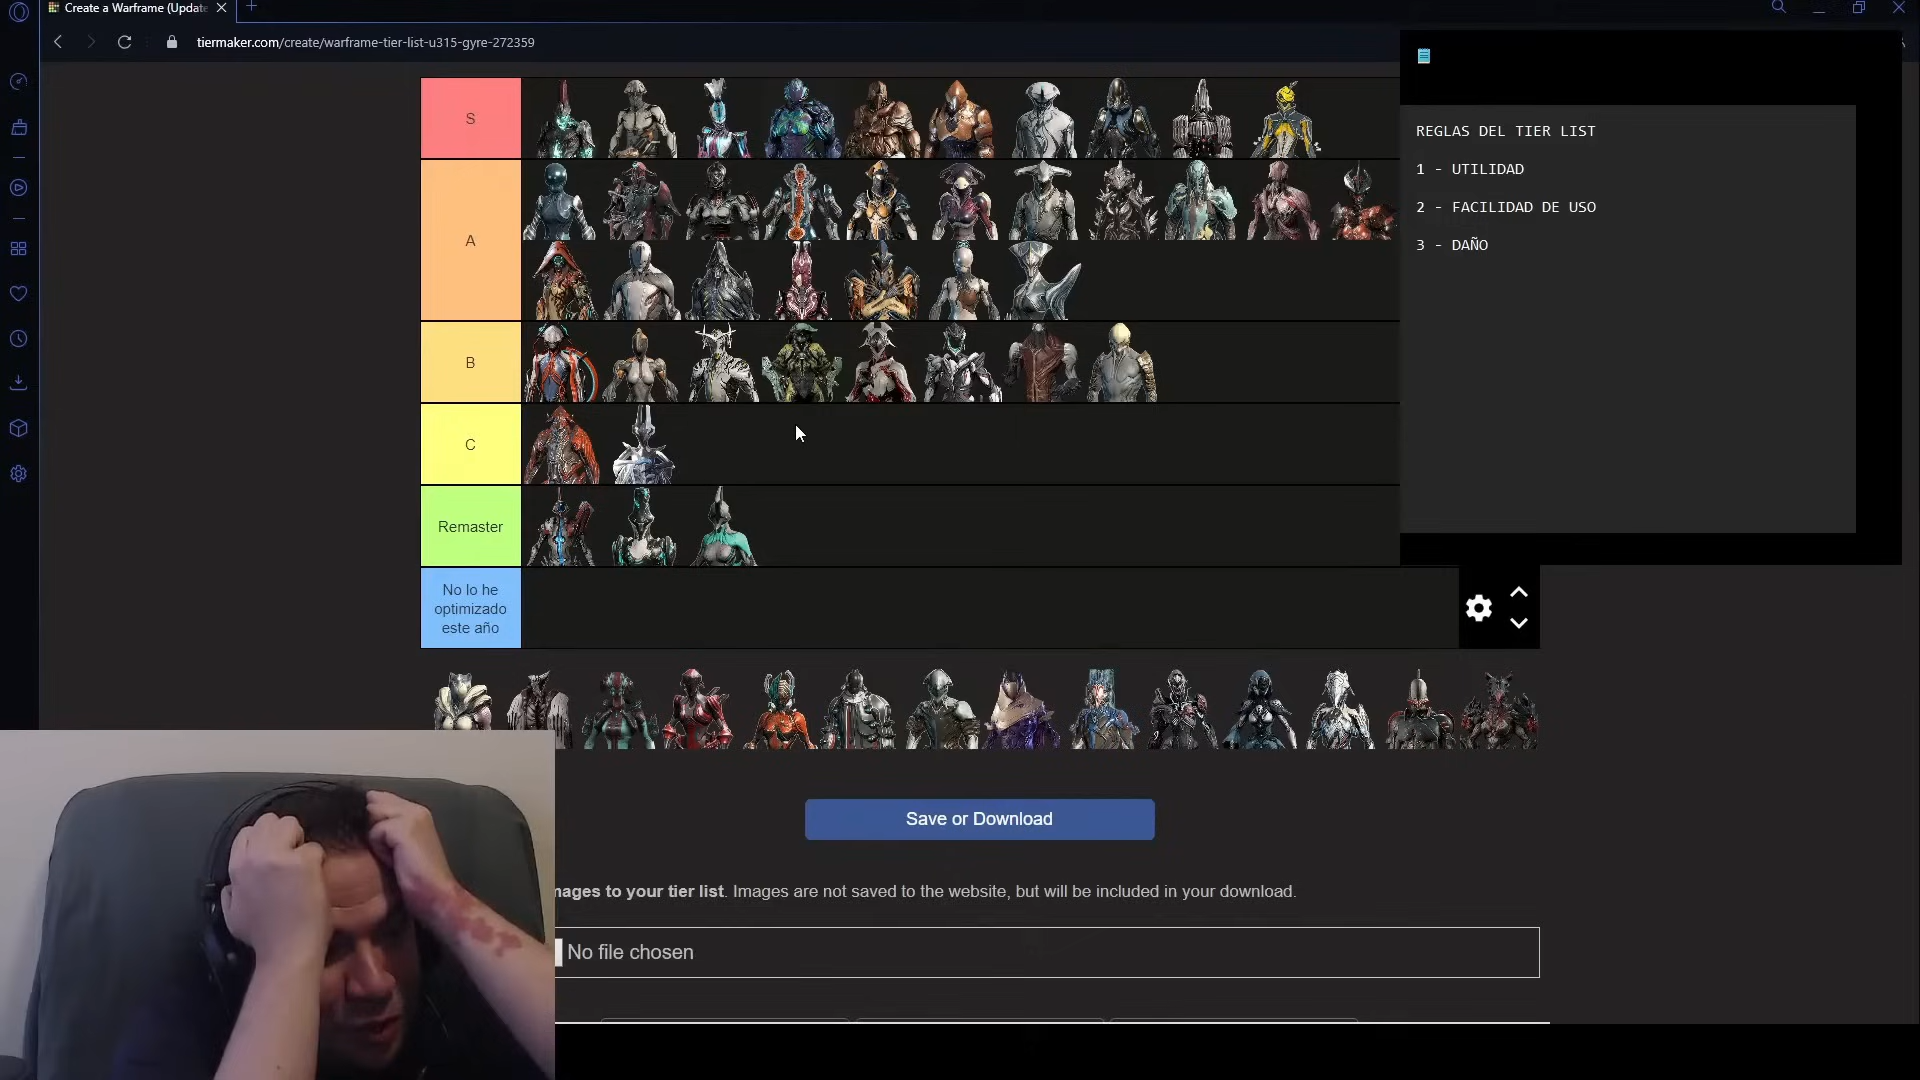 Create a Warframe (Update
tiermaker.com/create/warframe-tier-list-u315-gyre-272359
S
A
B
C
Remaster
No lo he
optimizado
este año
REGLAS DEL TIER LIST
1 - UTILIDAD
2 - FACILIDAD DE USO
3 - DAÑO
Save or Download
mages to your tier list. Images are not saved to the website, but will be included in your download.
No file chosen